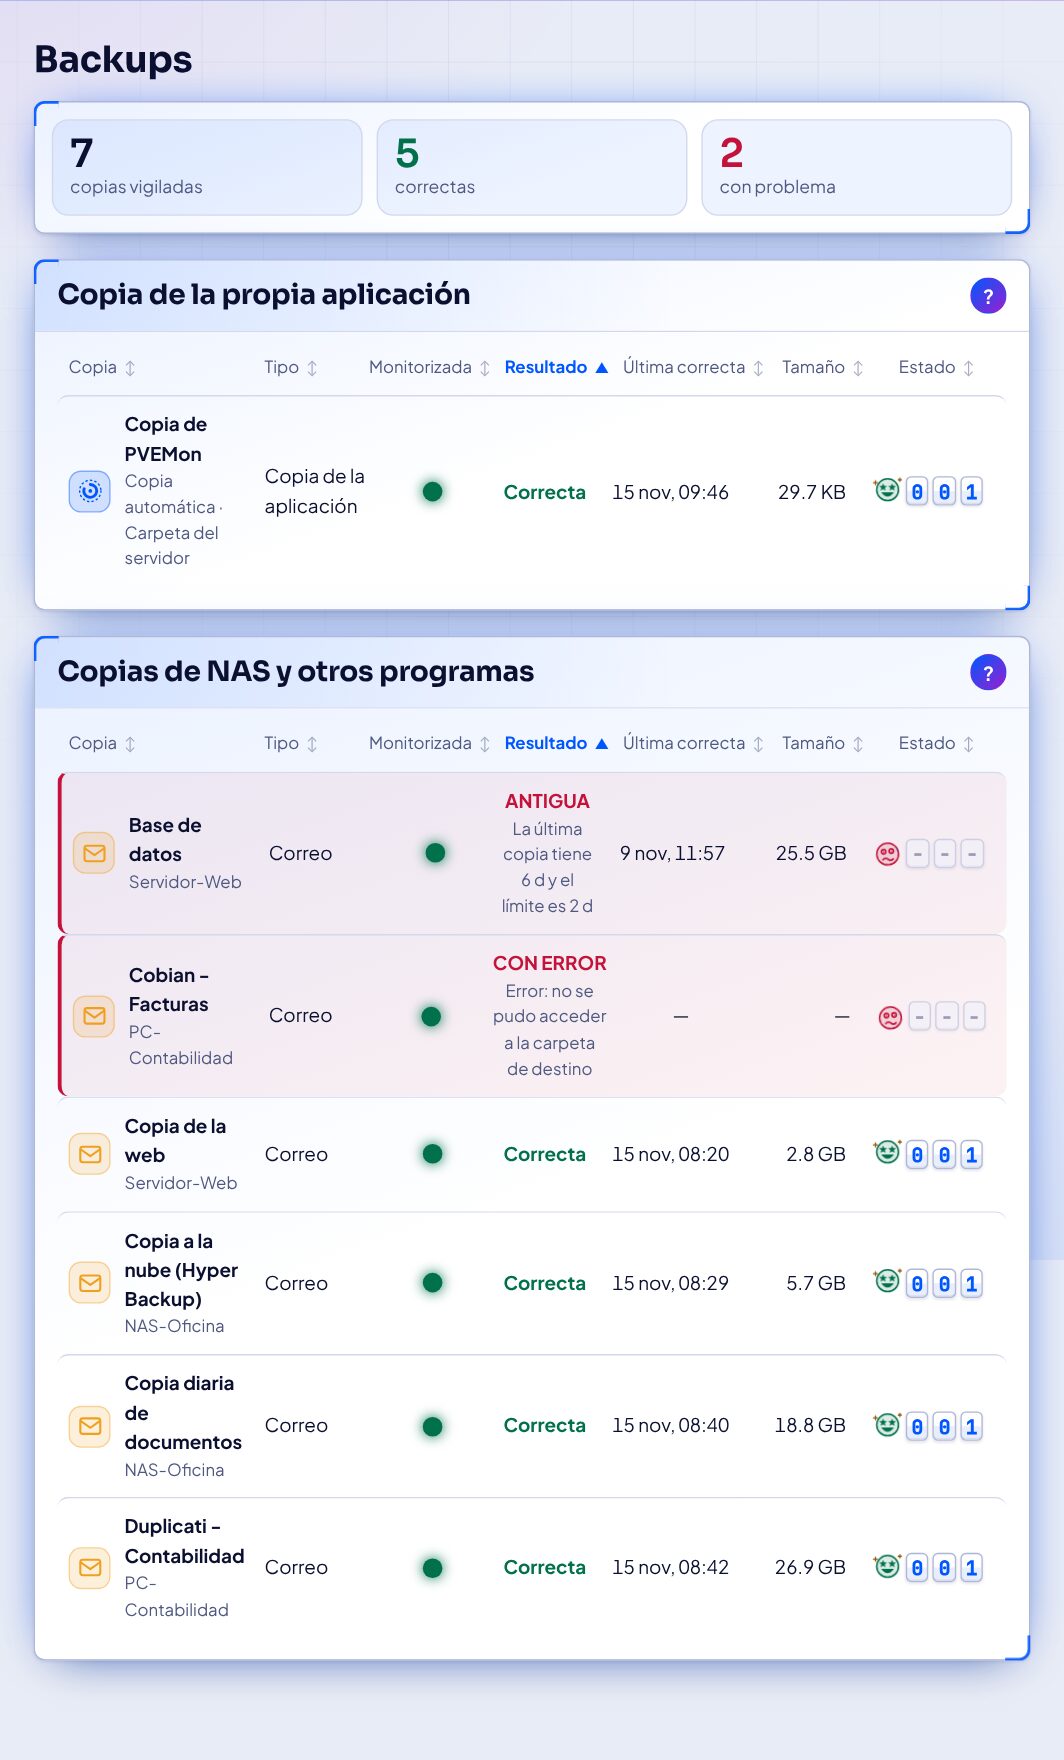 Backups
7
copias vigiladas
5
correctas
2
con problema
Copia de la propia aplicación
?
Copia Tipo Monitorizada Resultado Última correcta Tamaño Estado
Copia de
PVEMon
Copia
automática ·
Carpeta del
servidor
Copia de la
aplicación
Correcta
15 nov, 09:46
29.7 KB
0 0 1
Copias de NAS y otros programas
?
Copia Tipo Monitorizada Resultado Última correcta Tamaño Estado
Base de
datos
Servidor-Web
Correo
ANTIGUA
La última
copia tiene
6 d y el
límite es 2 d
9 nov, 11:57
25.5 GB
- - -
Cobian -
Facturas
PC-
Contabilidad
Correo
CON ERROR
Error: no se
pudo acceder
a la carpeta
de destino
—
—
- - -
Copia de la
web
Servidor-Web
Correo
Correcta
15 nov, 08:20
2.8 GB
0 0 1
Copia a la
nube (Hyper
Backup)
NAS-Oficina
Correo
Correcta
15 nov, 08:29
5.7 GB
0 0 1
Copia diaria
de
documentos
NAS-Oficina
Correo
Correcta
15 nov, 08:40
18.8 GB
0 0 1
Duplicati -
Contabilidad
PC-
Contabilidad
Correo
Correcta
15 nov, 08:42
26.9 GB
0 0 1